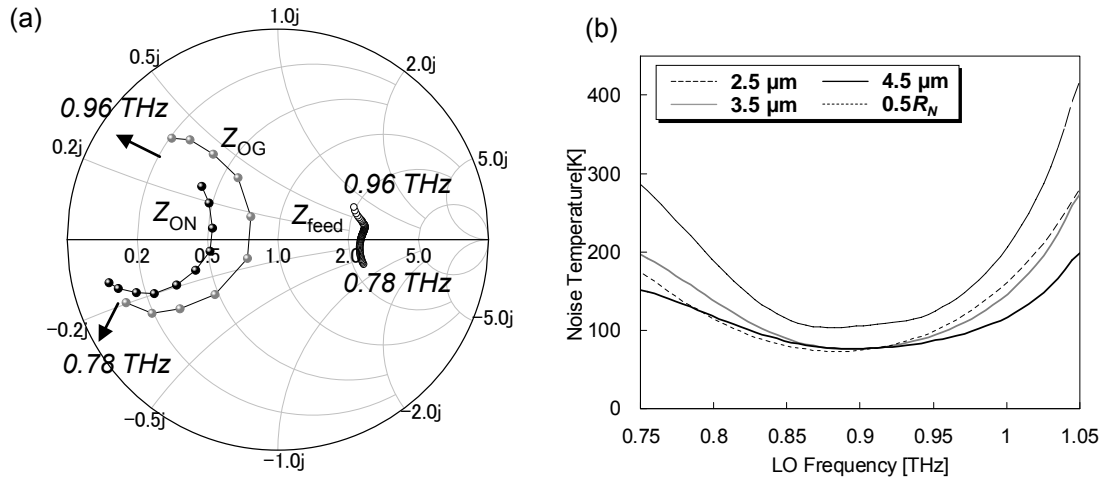 (a)
1.0j
0.5j
2.0j
0.96 THz
Z_OG
0.2j
5.0j
0.96 THz
Z_ON
Z_feed
0.2 0.5 1.0 2.0 5.0
0.78 THz
−0.2j
−5.0j
0.78 THz
−0.5j
−2.0j
−1.0j
(b)
2.5 µm 4.5 µm
3.5 µm 0.5R_N
400
300
200
100
0
Noise Temperature[K]
0.75 0.8 0.85 0.9 0.95 1 1.05
LO Frequency [THz]